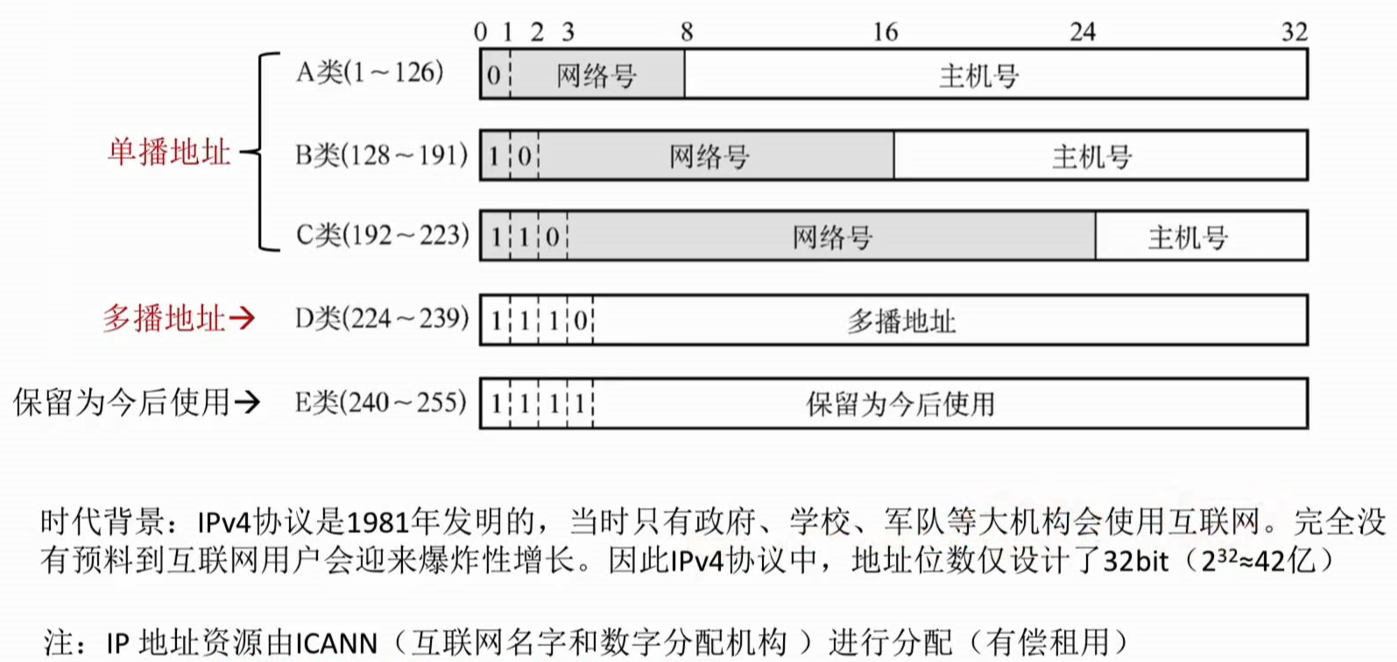 0 1 2 3 8 16 24 32
A类(1~126) 0 网络号 主机号
单播地址 B类(128~191) 1 0 网络号 主机号
C类(192~223) 1 1 0 网络号 主机号
多播地址→ D类(224~239) 1 1 1 0 多播地址
保留为今后使用→ E类(240~255) 1 1 1 1 保留为今后使用
时代背景：IPv4协议是1981年发明的，当时只有政府、学校、军队等大机构会使用互联网。完全没
有预料到互联网用户会迎来爆炸性增长。因此IPv4协议中，地址位数仅设计了32bit（2³²≈42亿）
注：IP 地址资源由ICANN（互联网名字和数字分配机构 ）进行分配（有偿租用）